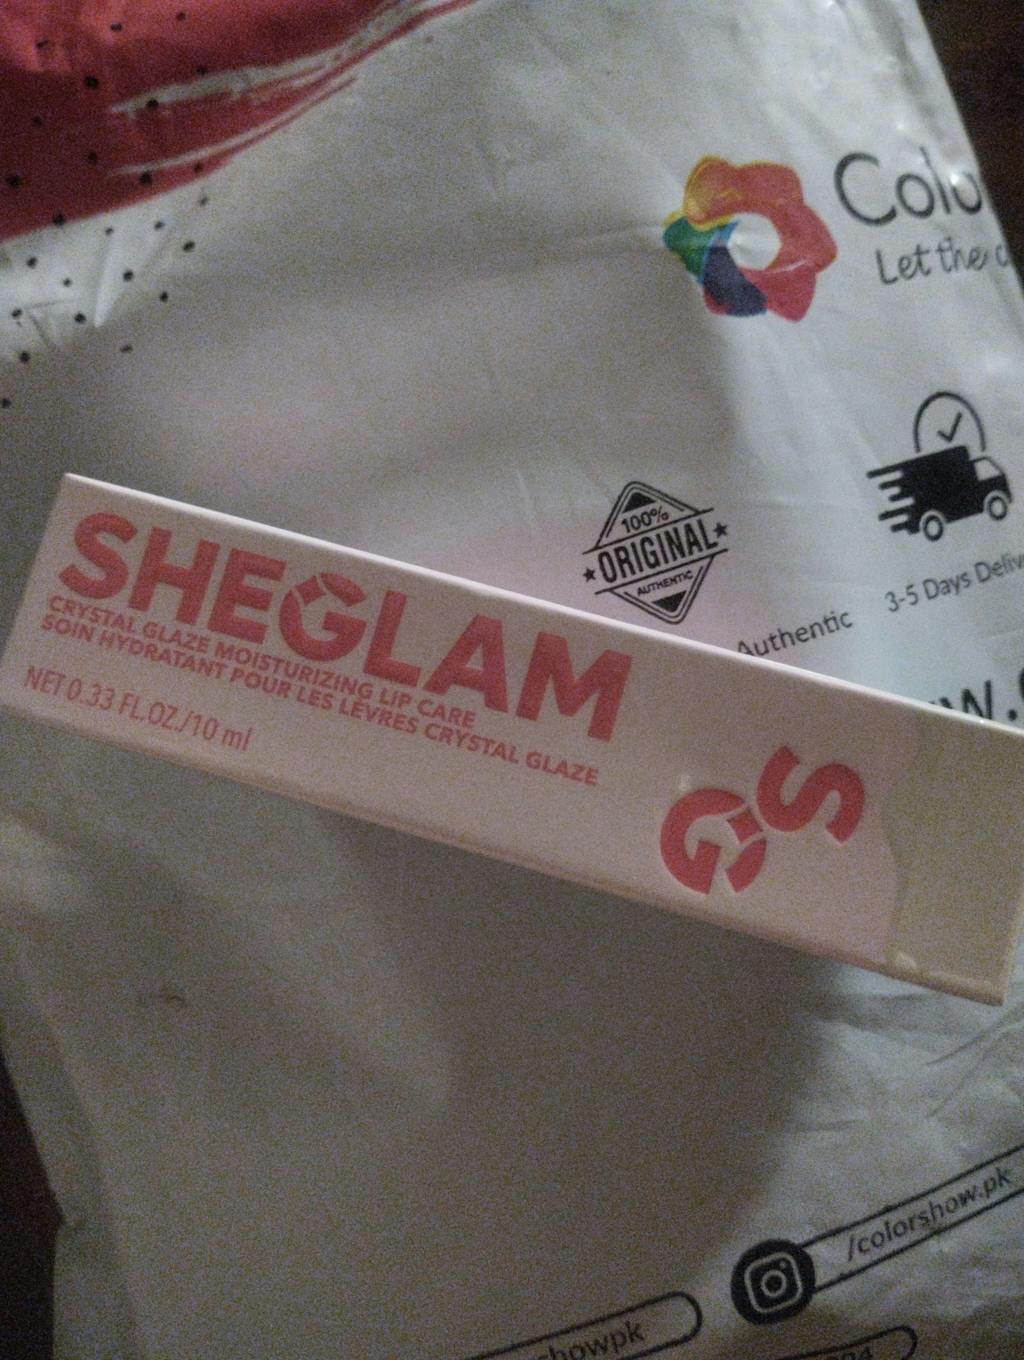 Colo
Let the
100%
ORIGINAL
AUTHENTIC
Authentic
3-5 Days Deliv
SHEGLAM
CRYSTAL GLAZE MOISTURIZING LIP CARE
SOIN HYDRATANT POUR LES LÈVRES CRYSTAL GLAZE
NET 0.33 FL.OZ./10 ml
GS
/colorshow.pk
howpk